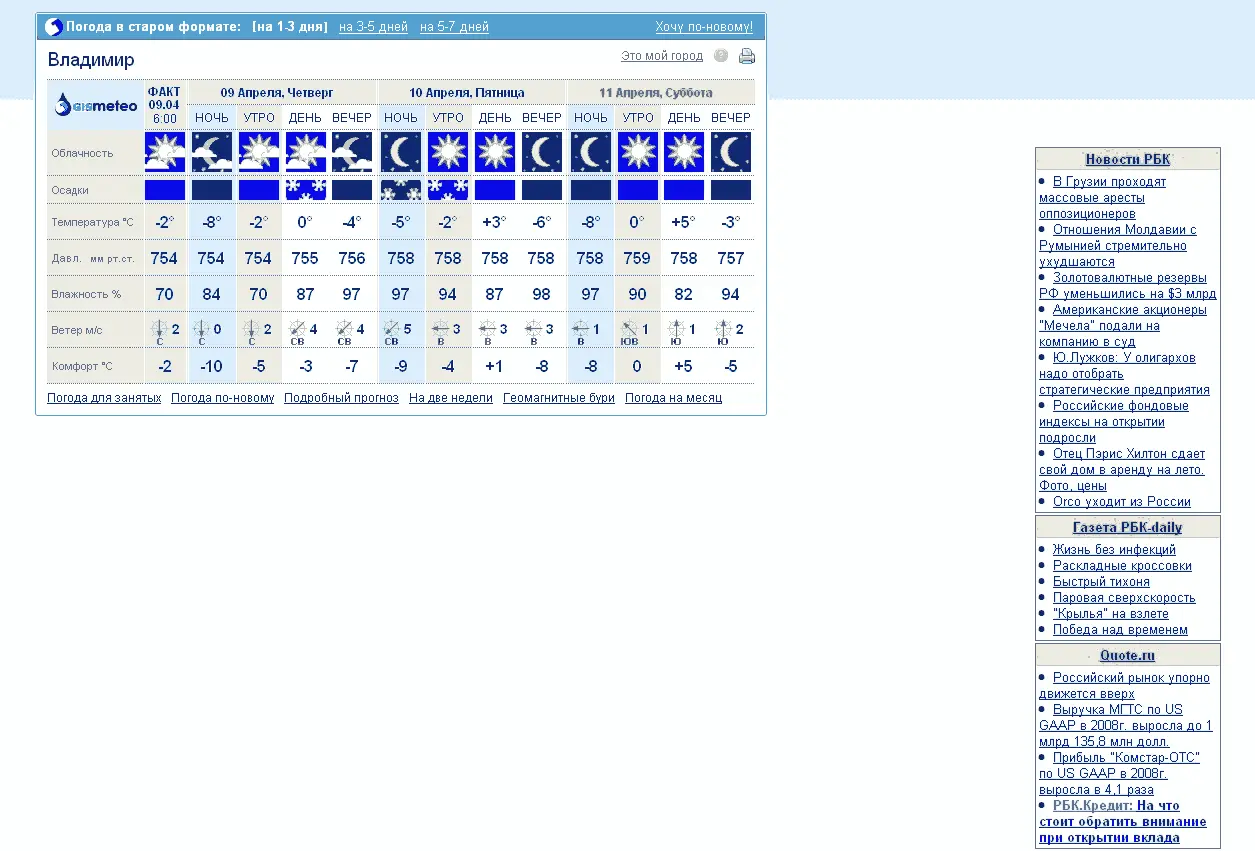 Погода в старом формате: [на 1-3 дня] на 3-5 дней на 5-7 дней Хочу по-новому!
Владимир Это мой город ?
GISMETEO ФАКТ 09.04 6:00 09 Апреля, Четверг 10 Апреля, Пятница 11 Апреля, Суббота
НОЧЬ УТРО ДЕНЬ ВЕЧЕР НОЧЬ УТРО ДЕНЬ ВЕЧЕР НОЧЬ УТРО ДЕНЬ ВЕЧЕР
Облачность
Осадки
Температура °C -2° -8° -2° 0° -4° -5° -2° +3° -6° -8° 0° +5° -3°
Давл. мм рт.ст. 754 754 754 755 756 758 758 758 758 758 759 758 757
Влажность % 70 84 70 87 97 97 94 87 98 97 90 82 94
Ветер м/с 2 0 2 4 4 5 3 3 3 1 1 1 2
С С С СВ СВ СВ В В В В ЮВ Ю Ю
Комфорт °C -2 -10 -5 -3 -7 -9 -4 +1 -8 -8 0 +5 -5
Погода для занятых Погода по-новому Подробный прогноз На две недели Геомагнитные бури Погода на месяц
Новости РБК
В Грузии проходят
массовые аресты
оппозиционеров
Отношения Молдавии с
Румынией стремительно
ухудшаются
Золотовалютные резервы
РФ уменьшились на $3 млрд
Американские акционеры
"Мечела" подали на
компанию в суд
Ю.Лужков: У олигархов
надо отобрать
стратегические предприятия
Российские фондовые
индексы на открытии
подросли
Отец Пэрис Хилтон сдает
свой дом в аренду на лето.
Фото, цены
Orco уходит из России
Газета РБК-daily
Жизнь без инфекций
Раскладные кроссовки
Быстрый тихоня
Паровая сверхскорость
"Крылья" на взлете
Победа над временем
Quote.ru
Российский рынок упорно
движется вверх
Выручка МГТС по US
GAAP в 2008г. выросла до 1
млрд 135,8 млн долл.
Прибыль "Комстар-ОТС"
по US GAAP в 2008г.
выросла в 4,1 раза
РБК.Кредит: На что
стоит обратить внимание
при открытии вклада